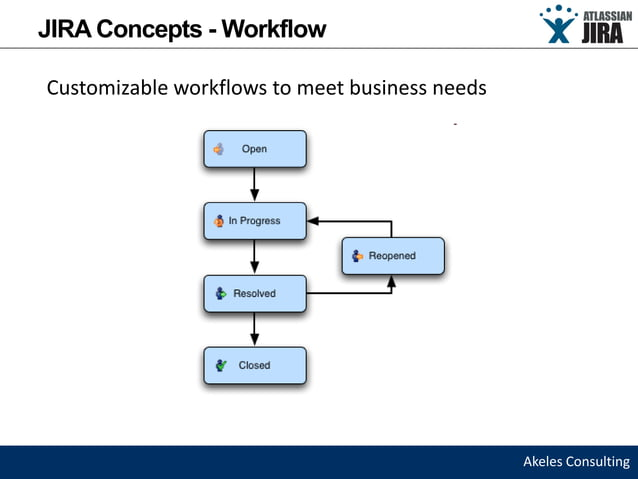 JIRA Concepts - Workflow
ATLASSIAN
JIRA
Customizable workflows to meet business needs
Open
In Progress
Reopened
Resolved
Closed
Akeles Consulting